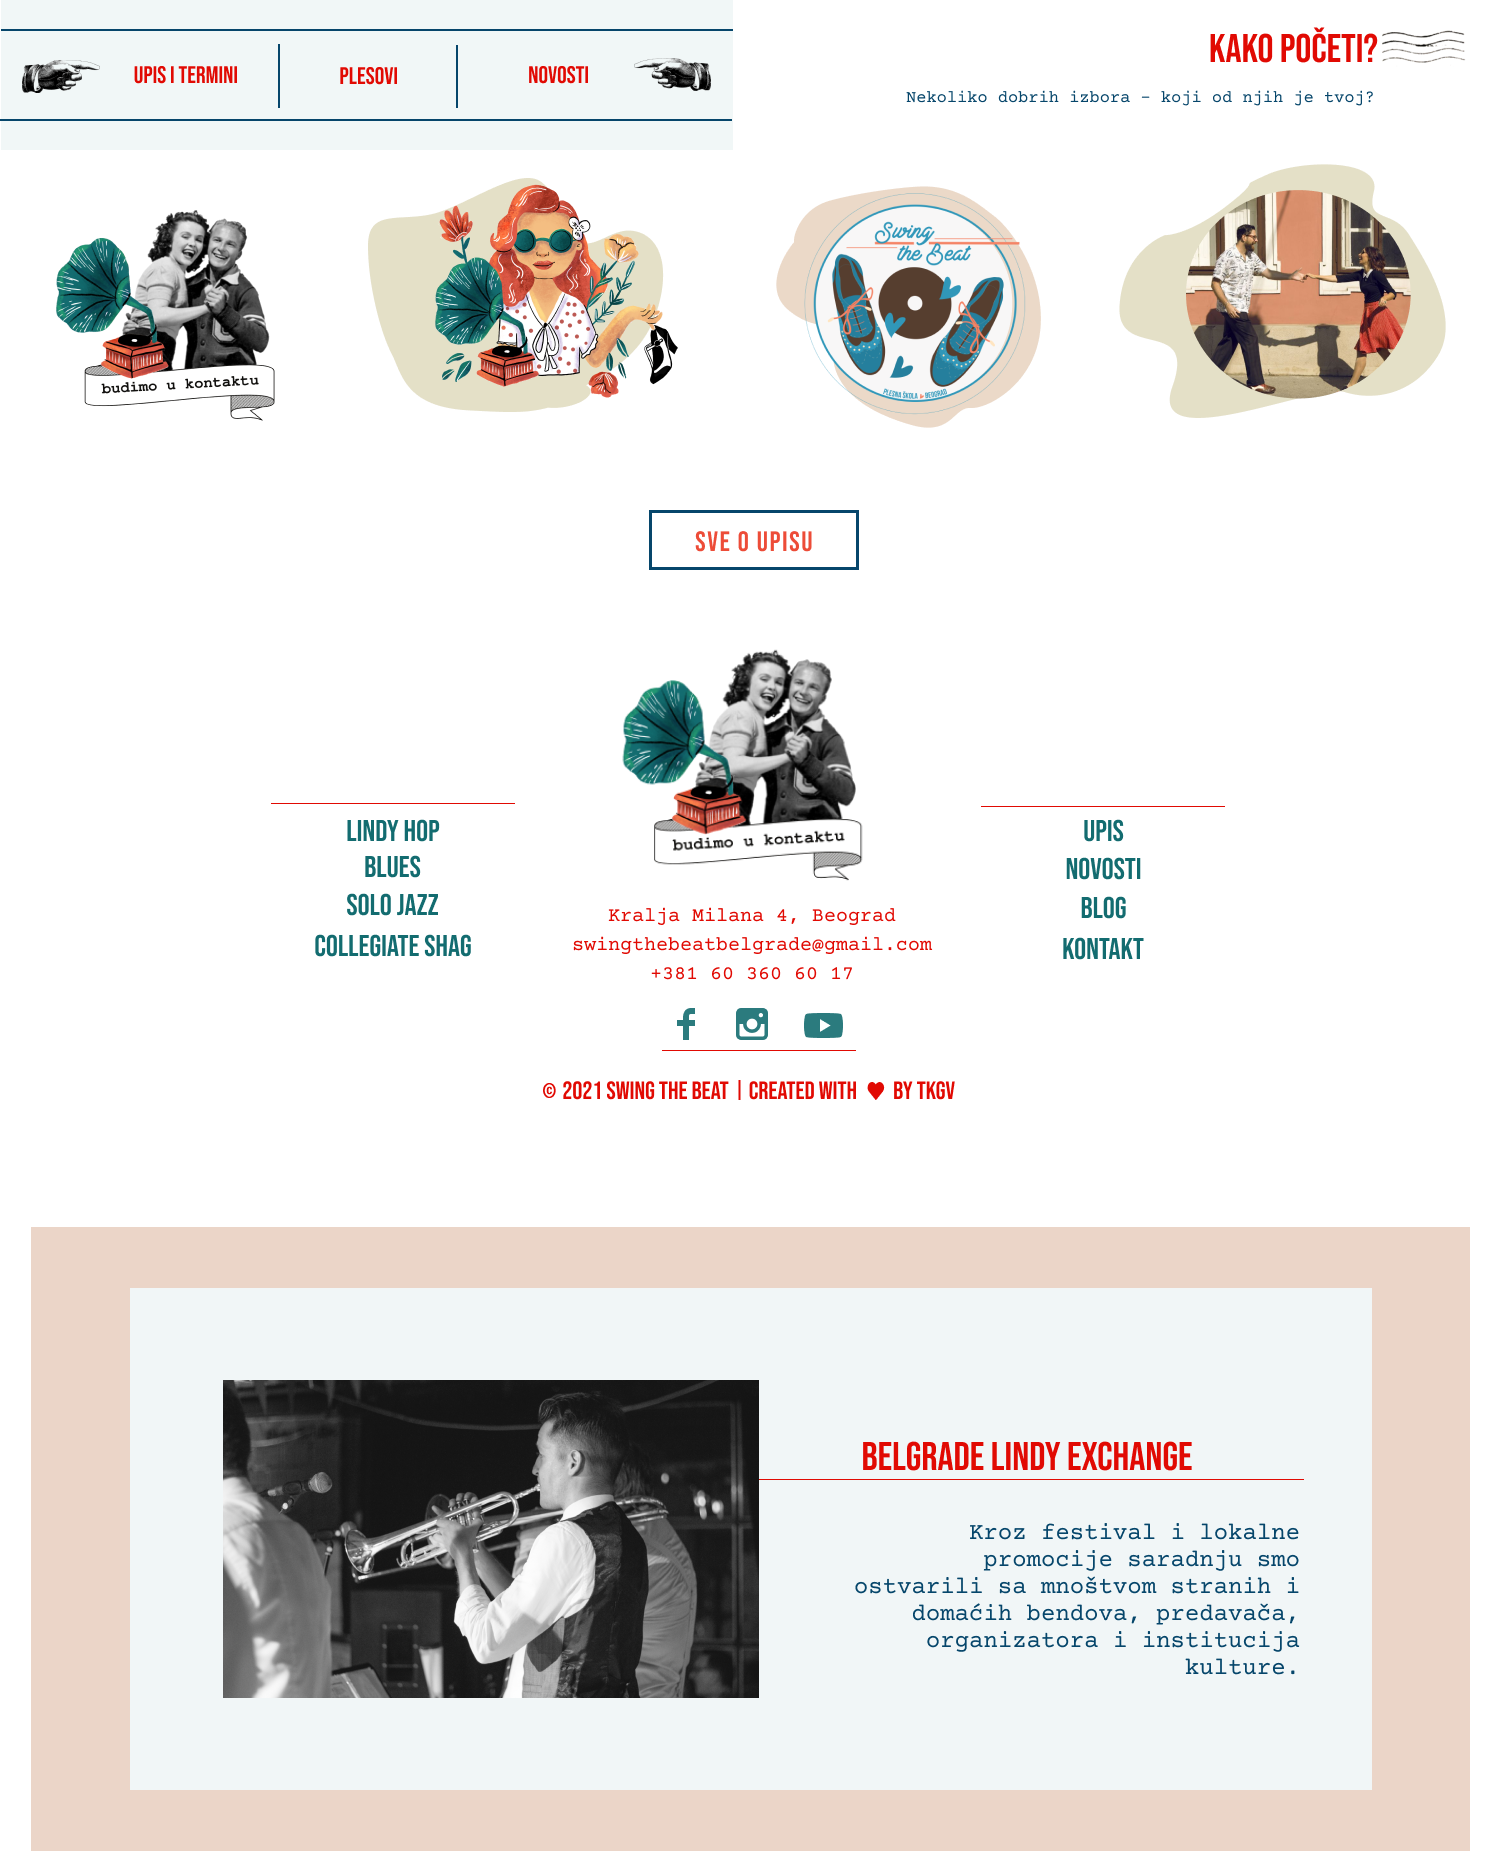 UPIS I TERMINI
PLESOVI
NOVOSTI
KAKO POČETI?
Nekoliko dobrih izbora – koji od njih je tvoj?
budimo u kontaktu
Swing
the Beat
PLESNA ŠKOLA BEOGRAD
SVE O UPISU
budimo u kontaktu
LINDY HOP
BLUES
SOLO JAZZ
COLLEGIATE SHAG
Kralja Milana 4, Beograd
swingthebeatbelgrade@gmail.com
+381 60 360 60 17
UPIS
NOVOSTI
BLOG
KONTAKT
© 2021 SWING THE BEAT | CREATED WITH ♥ BY TKGV
BELGRADE LINDY EXCHANGE
Kroz festival i lokalne
promocije saradnju smo
ostvarili sa mnoštvom stranih i
domaćih bendova, predavača,
organizatora i institucija
kulture.